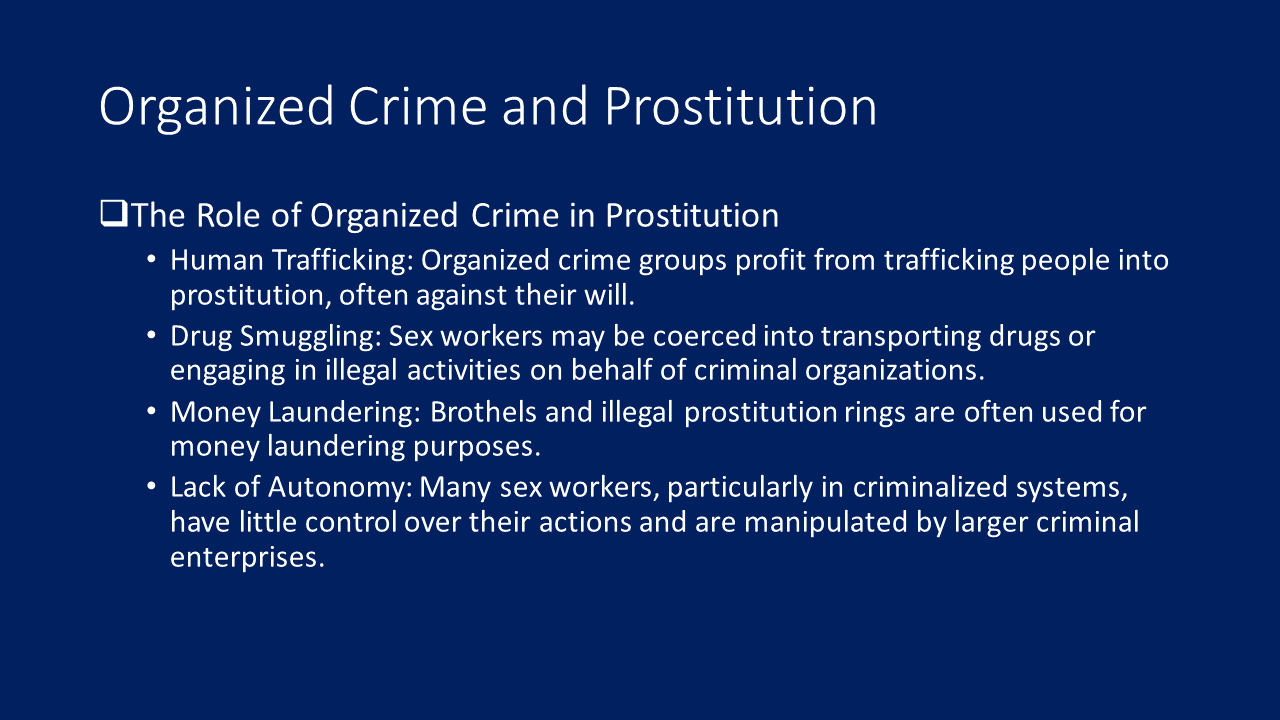 Organized Crime and Prostitution
❑The Role of Organized Crime in Prostitution
• Human Trafficking: Organized crime groups profit from trafficking people into
prostitution, often against their will.
• Drug Smuggling: Sex workers may be coerced into transporting drugs or
engaging in illegal activities on behalf of criminal organizations.
• Money Laundering: Brothels and illegal prostitution rings are often used for
money laundering purposes.
• Lack of Autonomy: Many sex workers, particularly in criminalized systems,
have little control over their actions and are manipulated by larger criminal
enterprises.